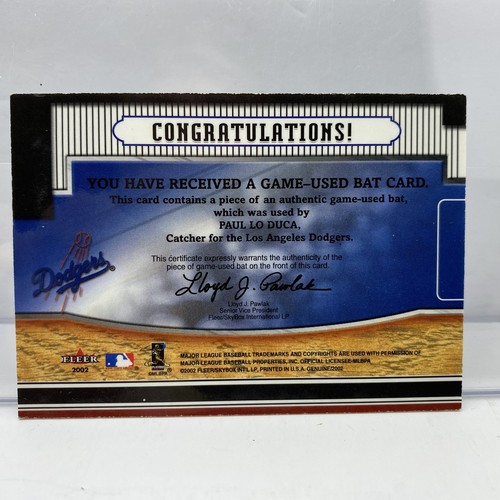 CONGRATULATIONS!
YOU HAVE RECEIVED A GAME-USED BAT CARD.
This card contains a piece of an authentic game-used bat,
which was used by
PAUL LO DUCA,
Catcher for the Los Angeles Dodgers.
This certificate expressly warrants the authenticity of the
piece of game-used bat on the front of this card.
Lloyd J. Pawlak
Lloyd J. Pawlak
Senior Vice President
Fleer/Skybox International LP
Dodgers®
FLEER
2002
MAJOR LEAGUE BASEBALL TRADEMARKS AND COPYRIGHTS ARE USED WITH PERMISSION OF
MAJOR LEAGUE BASEBALL PROPERTIES, INC. OFFICIAL LICENSEE-MLBPA
©2002 FLEER/SKYBOX INT'L LP, PRINTED IN U.S.A. GENUINE/2002